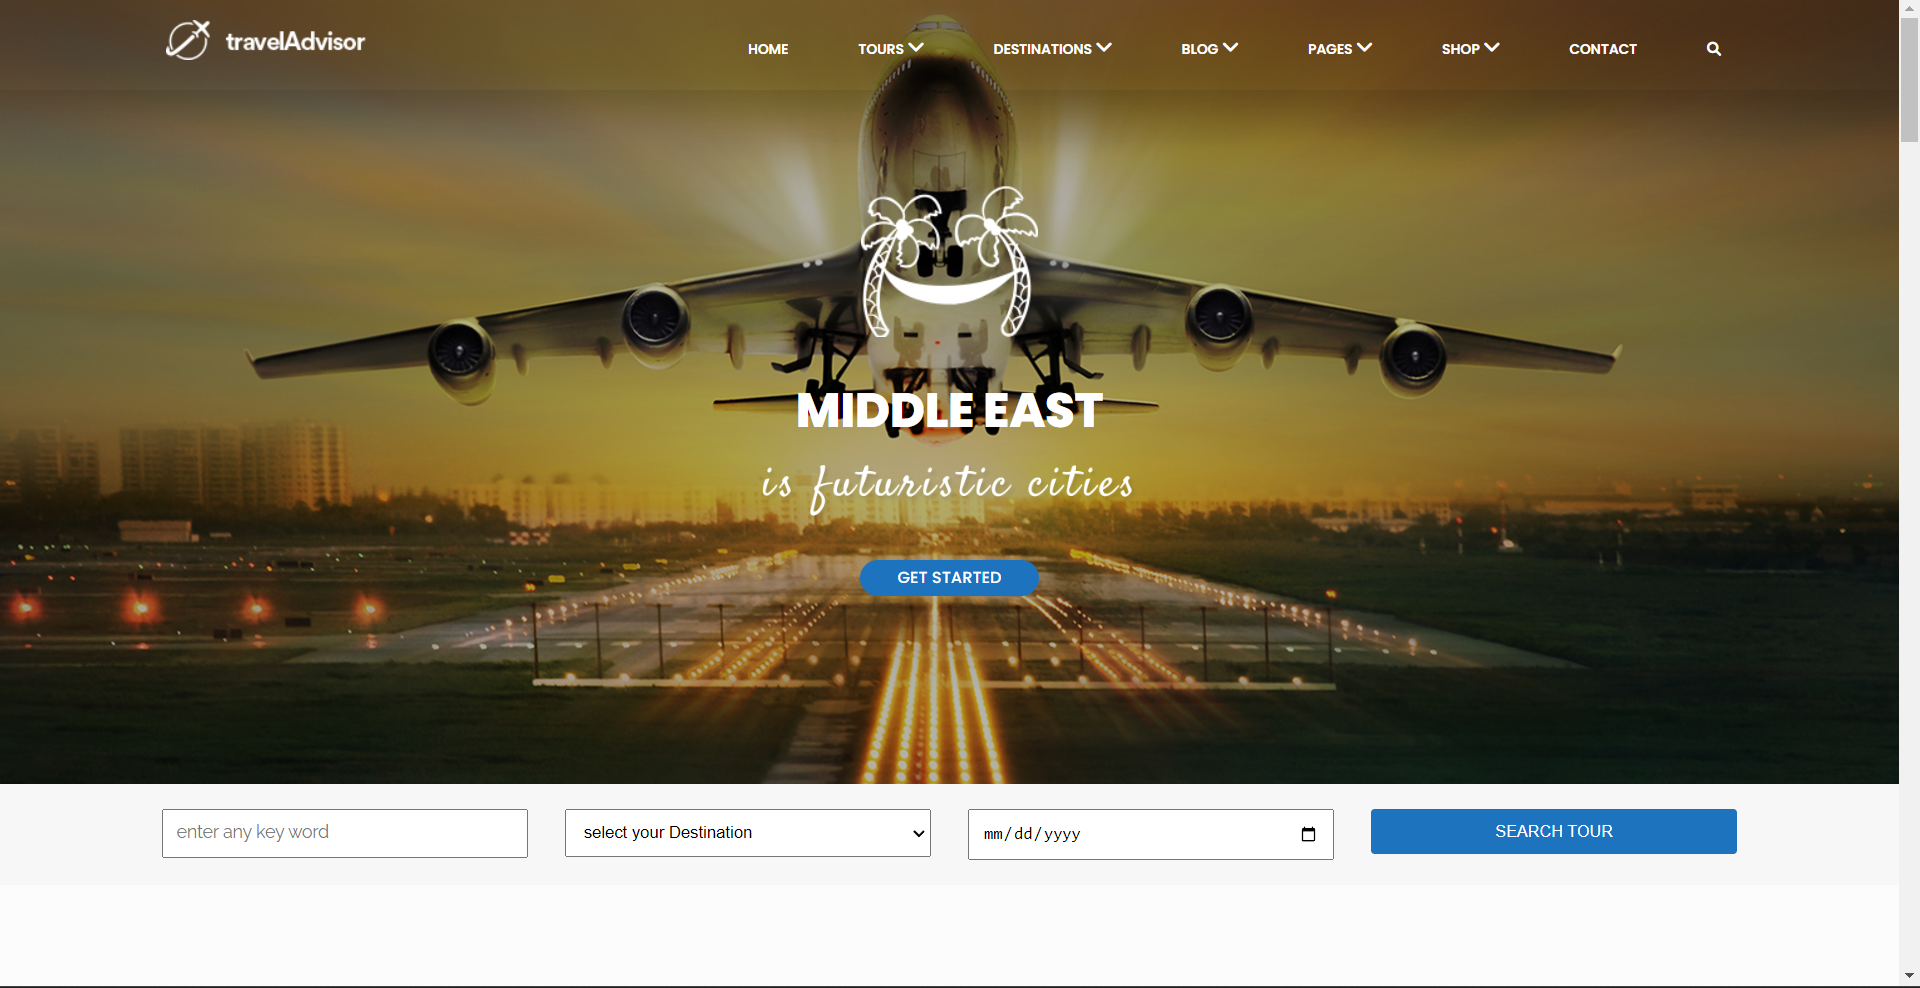 travelAdvisor
HOME TOURS DESTINATIONS BLOG PAGES SHOP CONTACT
MIDDLE EAST
is futuristic cities
GET STARTED
enter any key word
select your Destination
mm/dd/yyyy
SEARCH TOUR